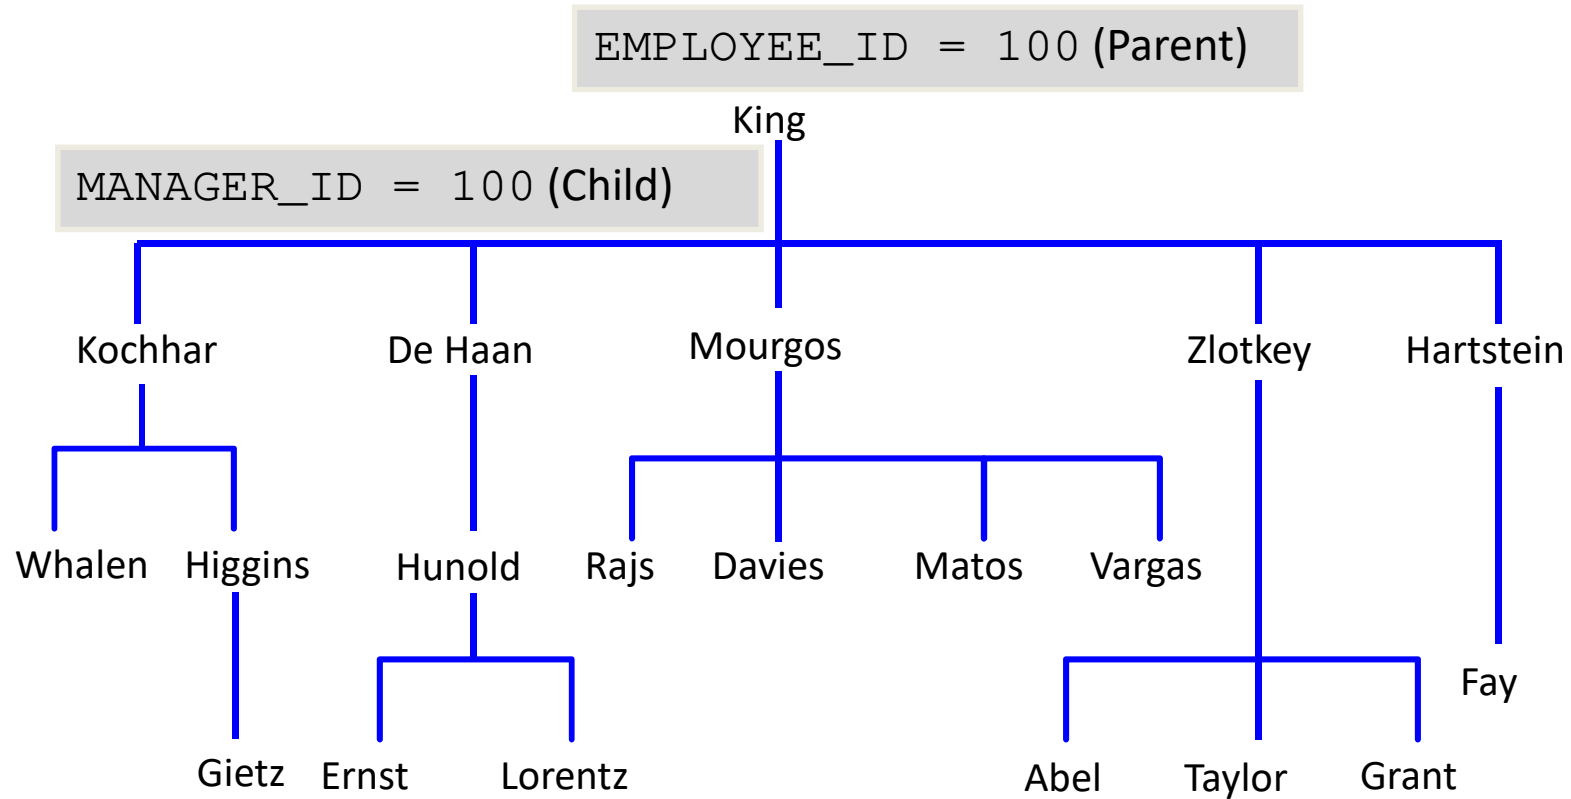 EMPLOYEE_ID = 100 (Parent)
King
MANAGER_ID = 100 (Child)
Kochhar De Haan Mourgos Zlotkey Hartstein
Whalen Higgins Hunold Rajs Davies Matos Vargas
Fay
Gietz Ernst Lorentz Abel Taylor Grant